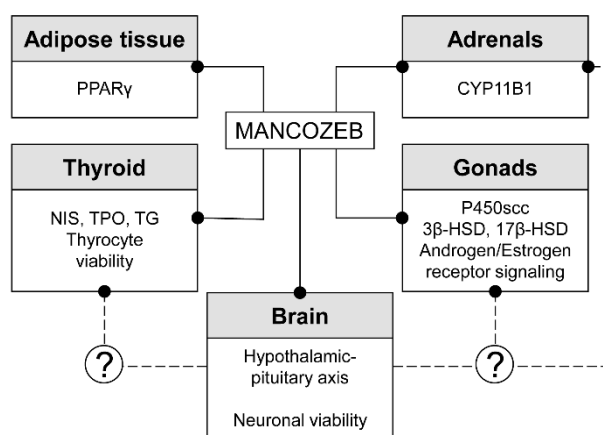 Adipose tissue
PPARγ
Adrenals
CYP11B1
MANCOZEB
Thyroid
NIS, TPO, TG
Thyrocyte
viability
Gonads
P450scc
3β-HSD, 17β-HSD
Androgen/Estrogen
receptor signaling
Brain
Hypothalamic-
pituitary axis
Neuronal viability
?
?